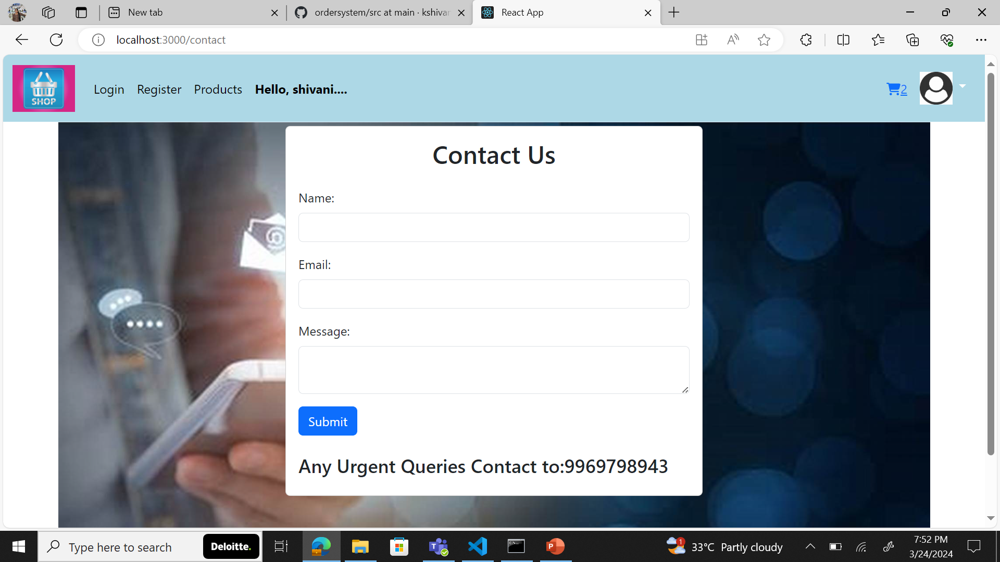 New tab
ordersystem/src at main · kshivan
React App
localhost:3000/contact
SHOP
Login Register Products Hello, shivani....
2
Contact Us
Name:
Email:
Message:
Submit
Any Urgent Queries Contact to:9969798943
Type here to search
Deloitte.
1
33°C Partly cloudy
7:52 PM
3/24/2024